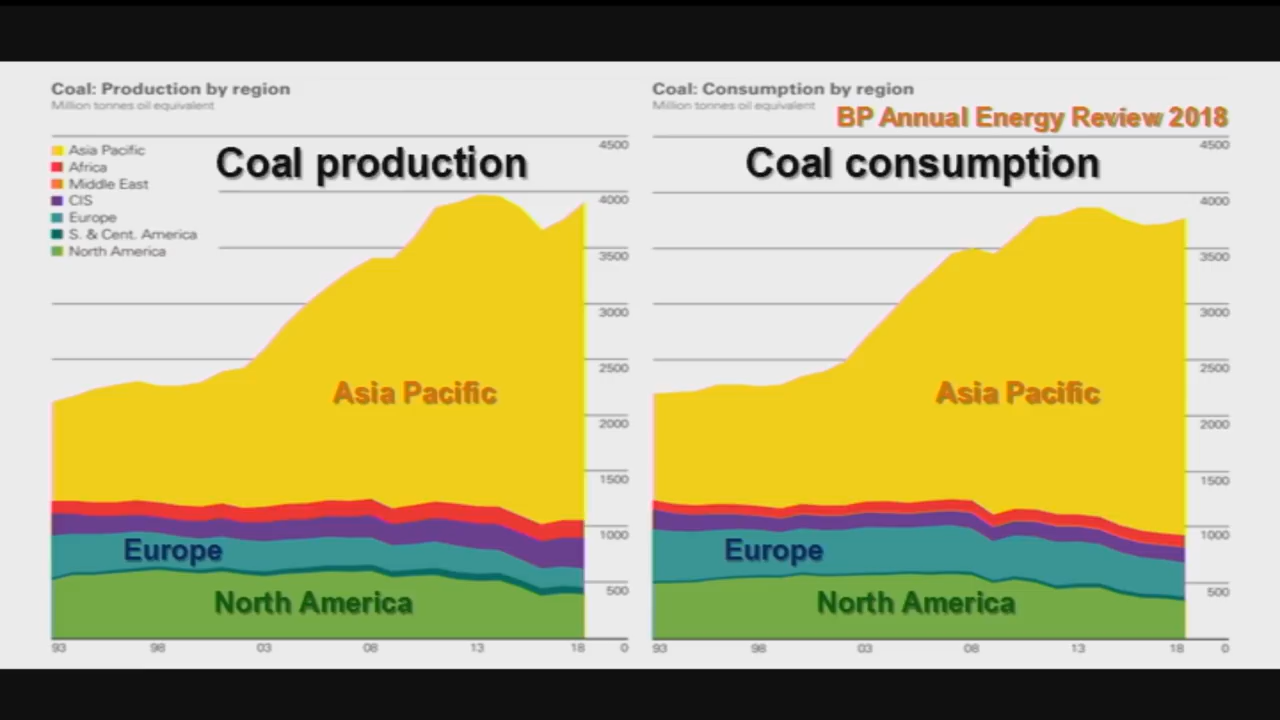 Coal: Production by region
Million tonnes oil equivalent
Coal production
Asia Pacific
Africa
Middle East
CIS
Europe
S. & Cent. America
North America
4500
4000
3500
3000
2500
2000
1500
1000
500
0
Asia Pacific
Europe
North America
93 98 03 08 13 18
Coal: Consumption by region
Million tonnes oil equivalent
BP Annual Energy Review 2018
Coal consumption
4500
4000
3500
3000
2500
2000
1500
1000
500
0
Asia Pacific
Europe
North America
93 98 03 08 13 18